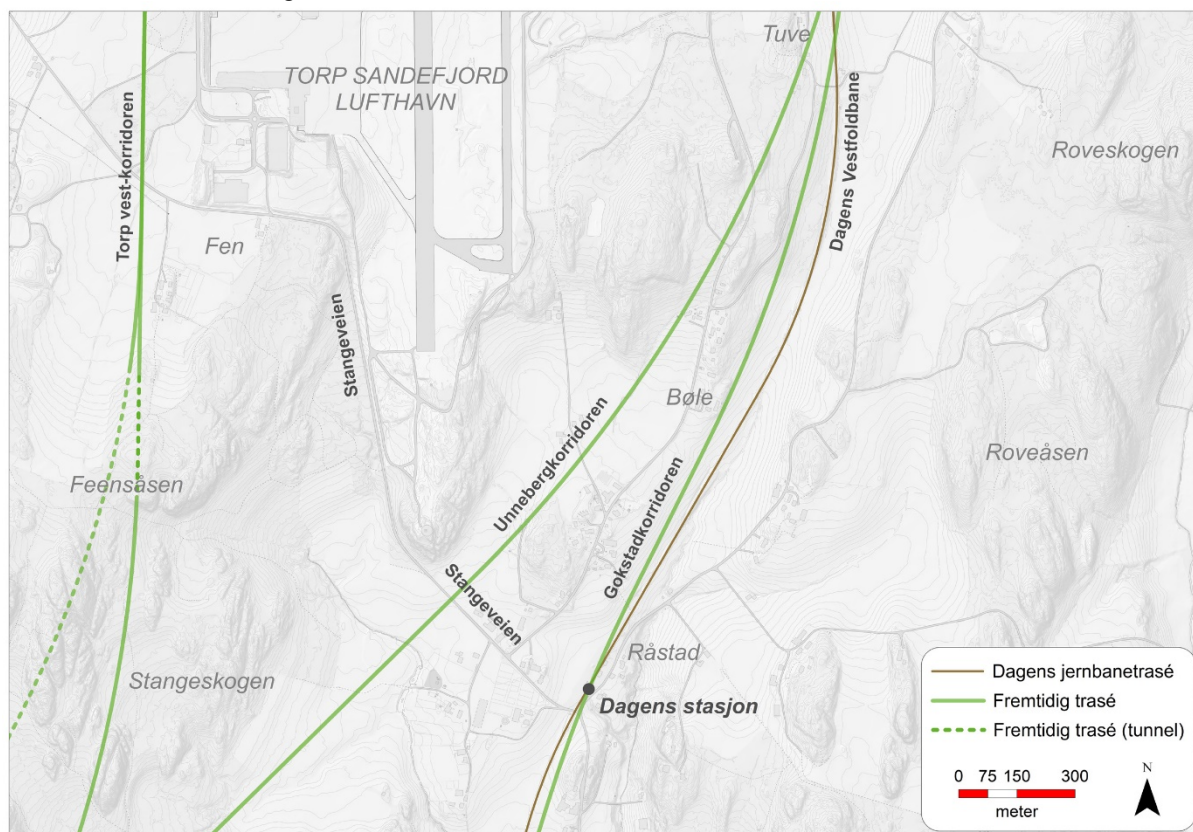 Tuve
TORP SANDEFJORD
LUFTHAVN
Torp vest-korridoren
Dagens Vestfoldbane
Roveskogen
Fen
Stangeveien
Bøle
Unnebergkorridoren
Roveåsen
Feensåsen
Gokstadkorridoren
Stangeveien
Råstad
Stangeskogen
Dagens stasjon
Dagens jernbanetrasé
Fremtidig trasé
Fremtidig trasé (tunnel)
0 75 150 300
meter
N